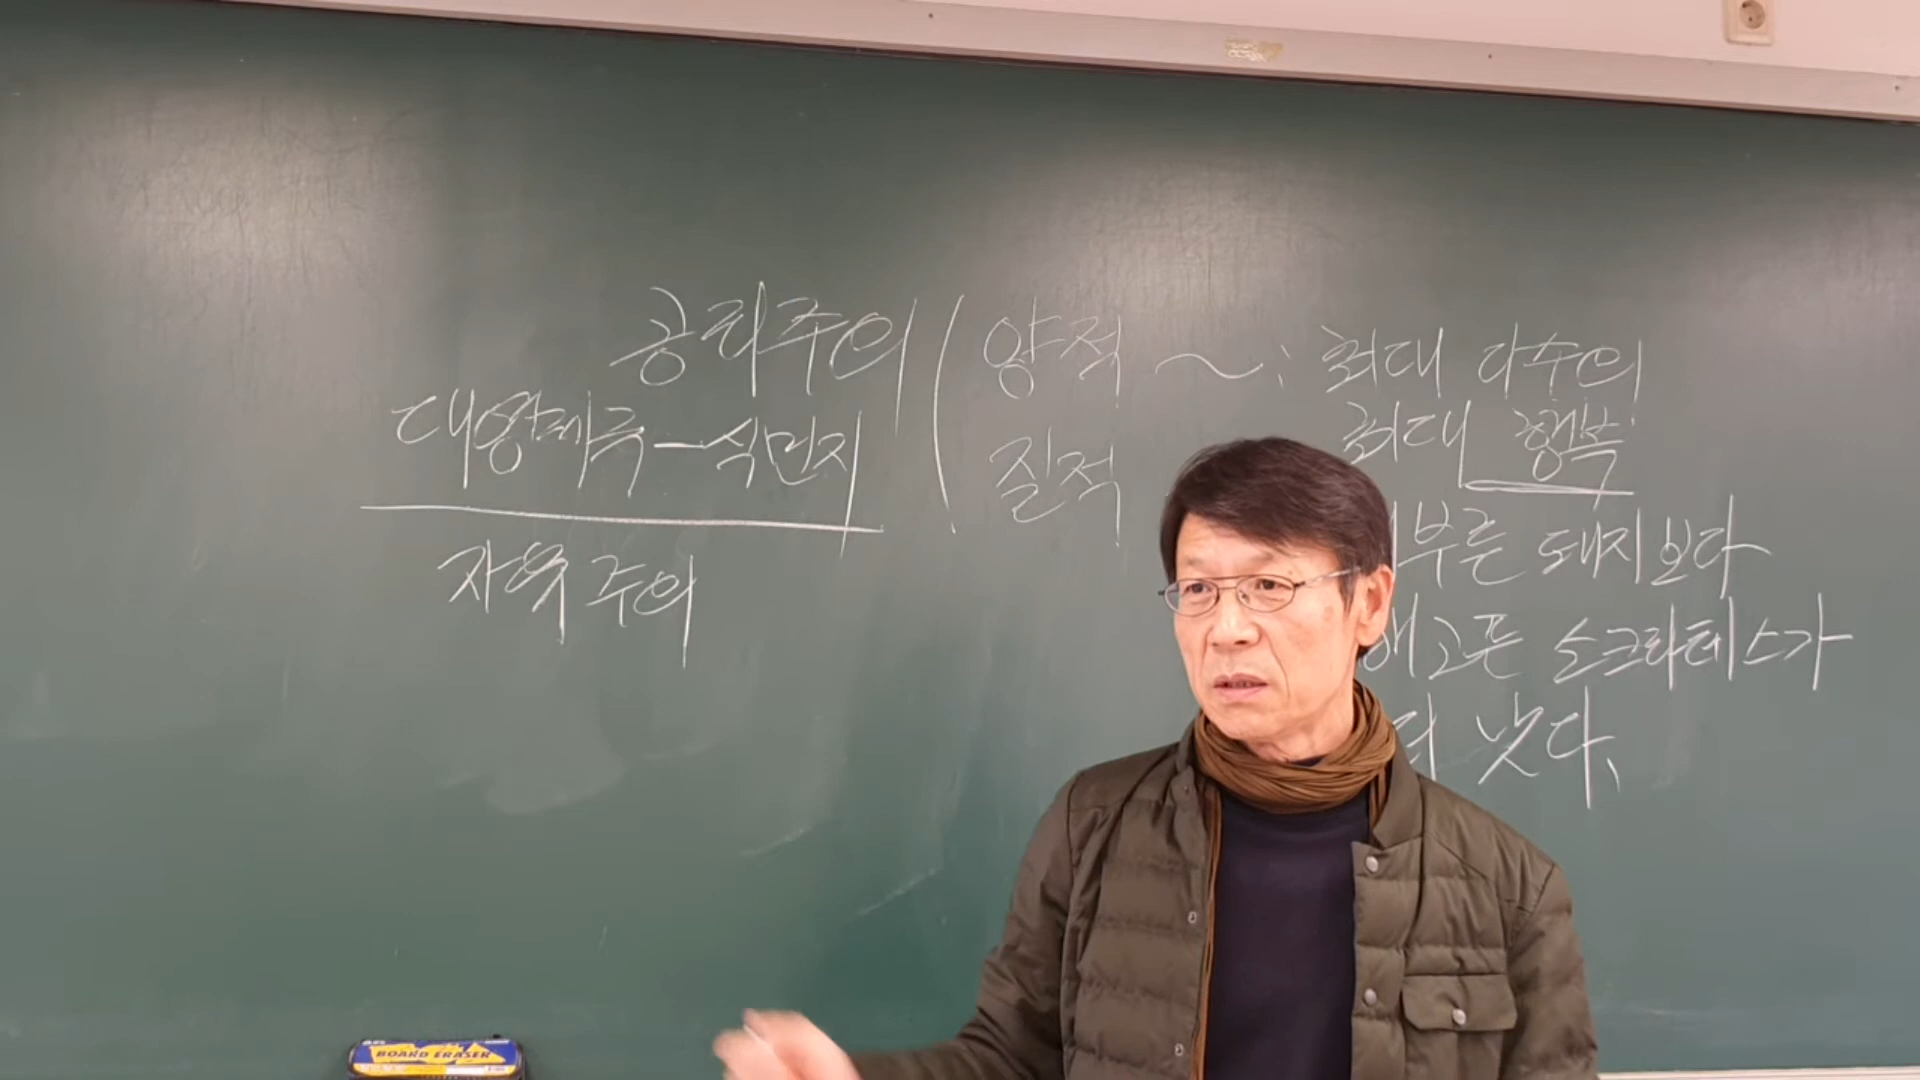 공리주의 ( 양적 ~ : 최대 다수의
최대 행복
대영제국-식민지
질적
부른 돼지보다
자유주의
배고픈 소크라테스가
더 낫다.
BOARD ERASER